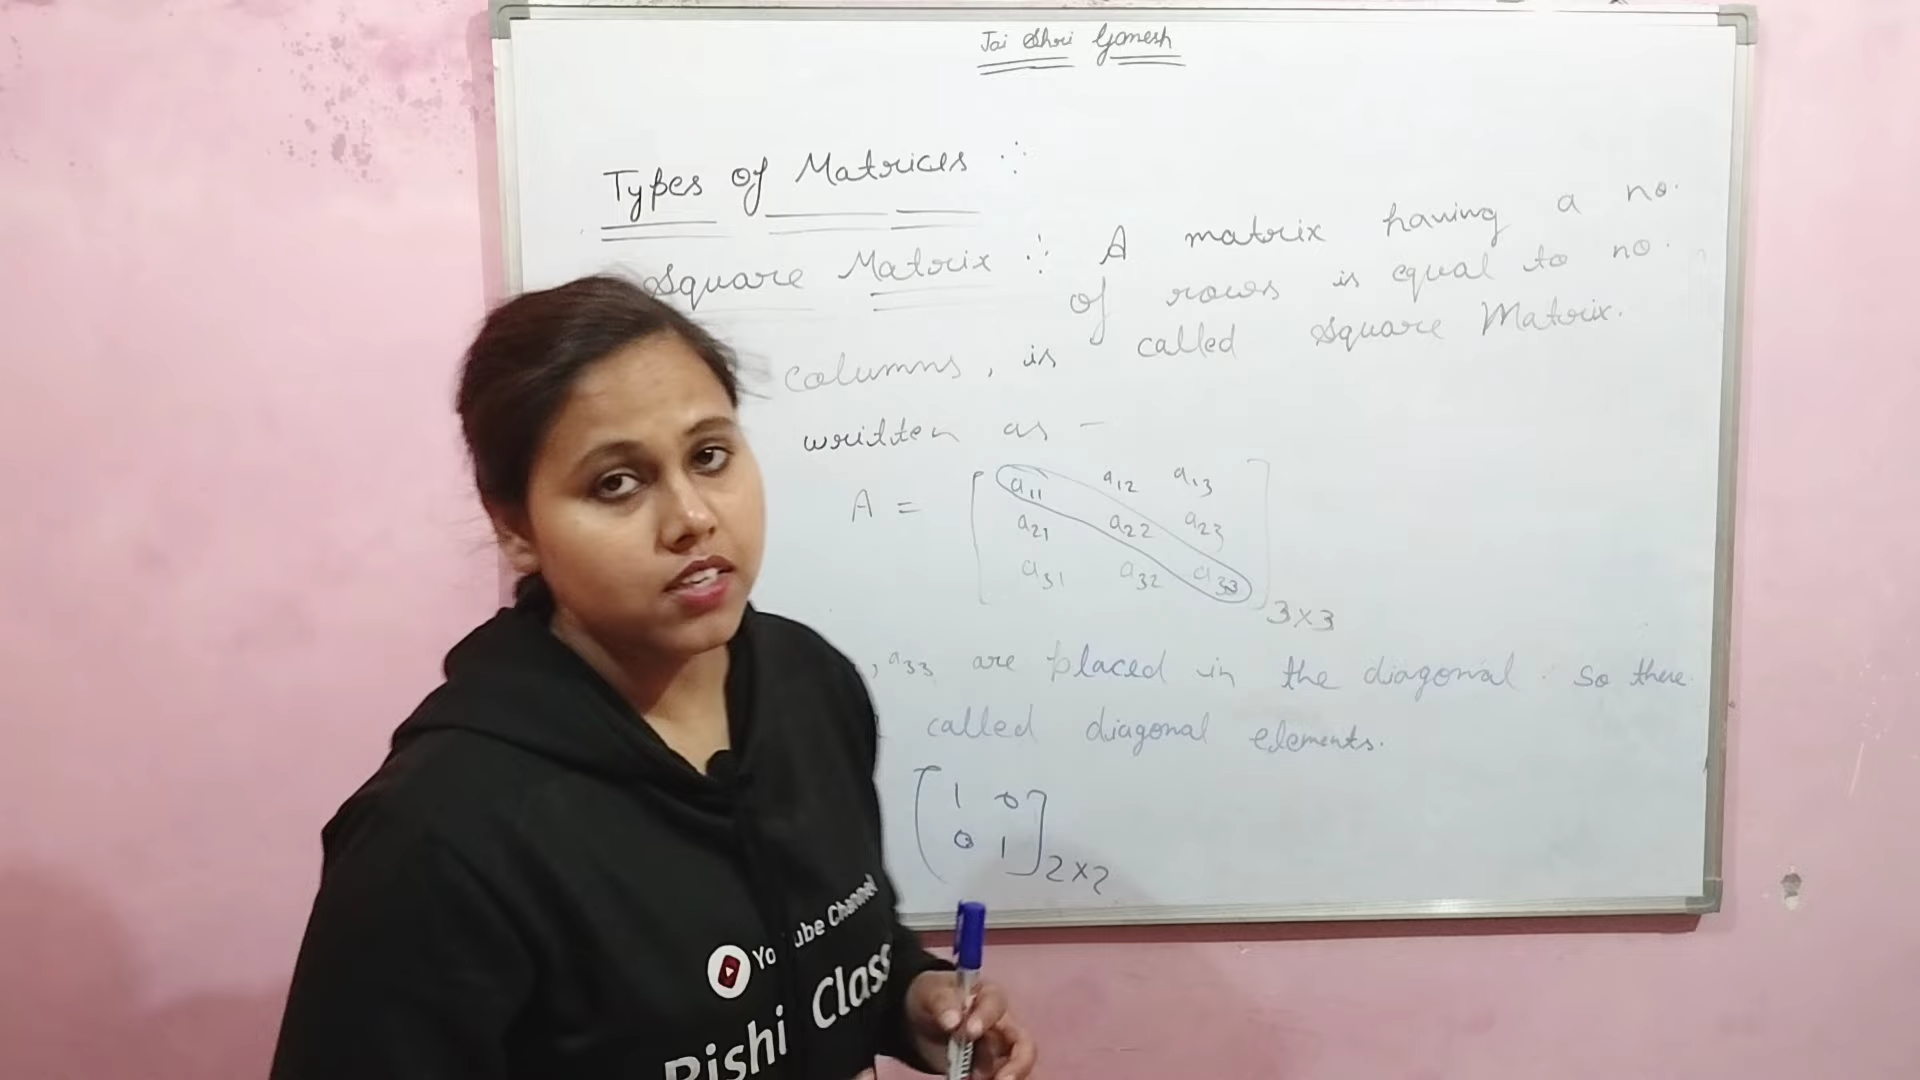 Jai Shri Ganesh
Types of Matrices :·
Square Matrix :· A matrix having a no.
of rows is equal to no.
columns, is called square Matrix.
written as -
A = [ a11 a12 a13
a21 a22 a23
a31 a32 a33 ] 3×3
, a33 are placed in the diagonal. So these
called diagonal elements.
[ 1 0
0 1 ] 2×2
YouTube Channel
Rishi Class